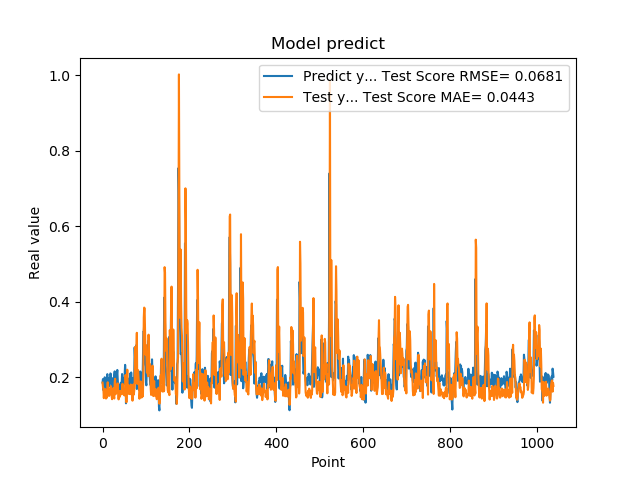 Model predict
Predict y... Test Score RMSE= 0.0681
Test y... Test Score MAE= 0.0443
1.0
0.8
0.6
0.4
0.2
Real value
0 200 400 600 800 1000
Point